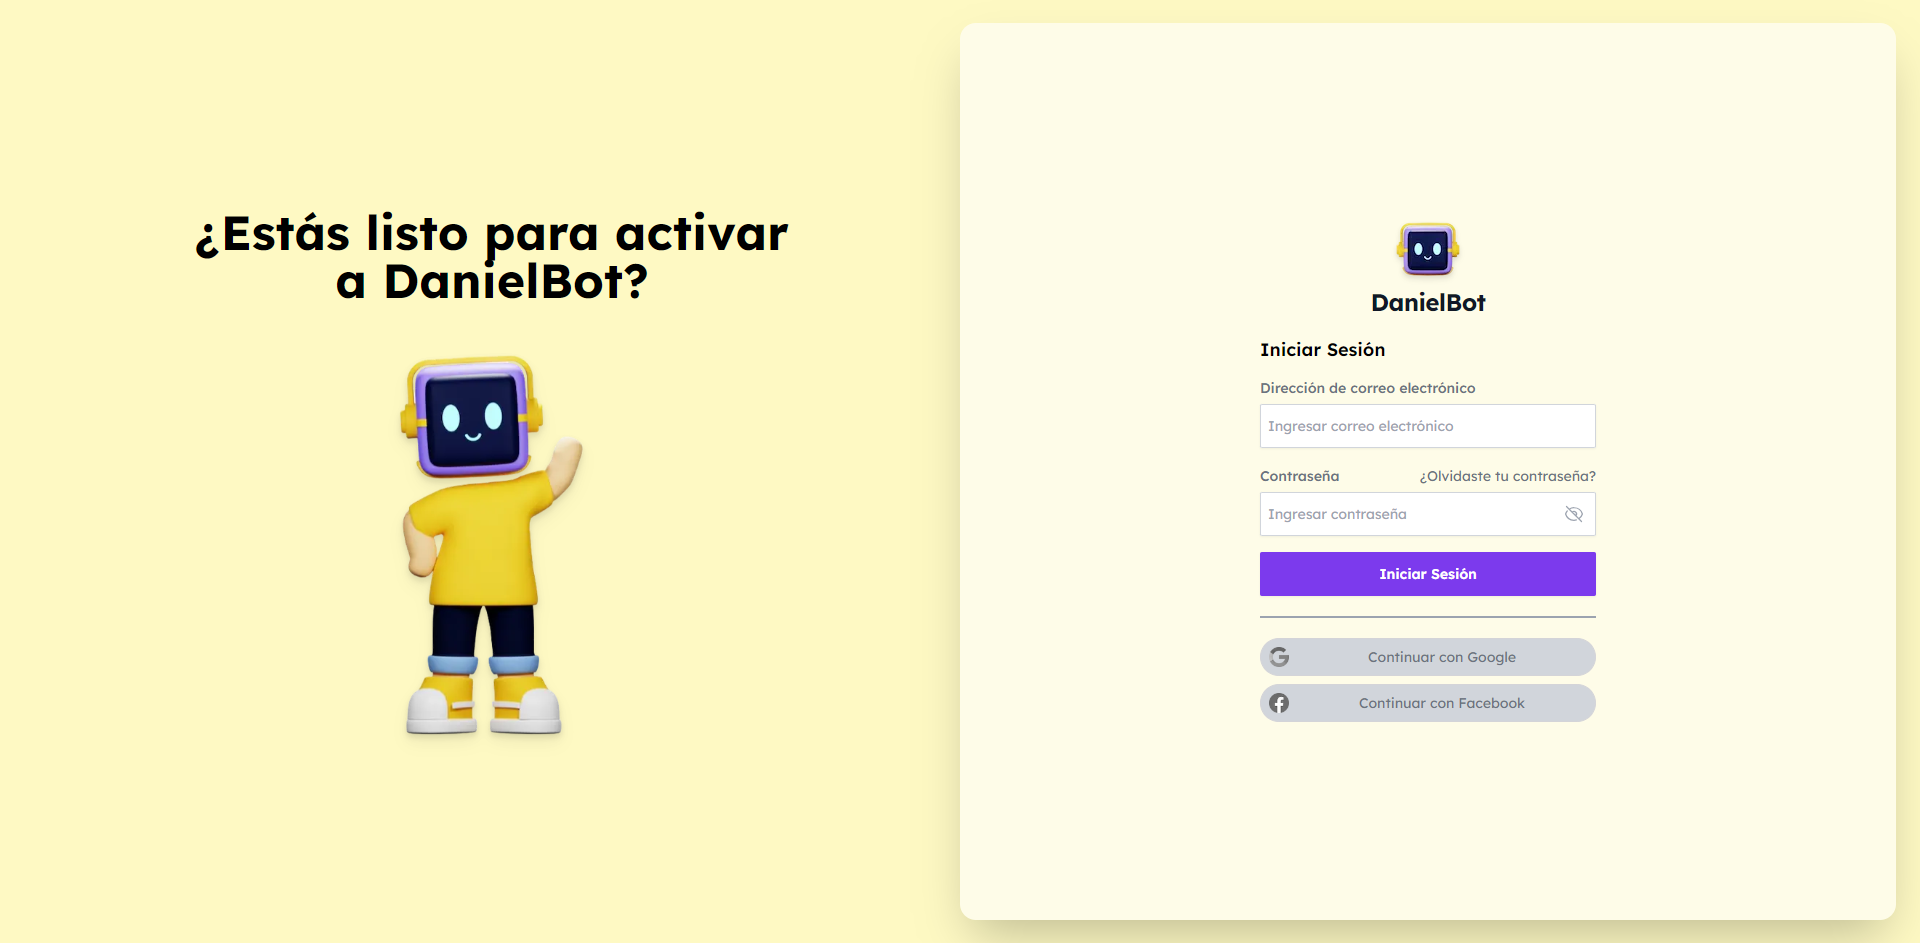 ¿Estás listo para activar
a DanielBot?
DanielBot
Iniciar Sesión
Dirección de correo electrónico
Ingresar correo electrónico
Contraseña ¿Olvidaste tu contraseña?
Ingresar contraseña
Iniciar Sesión
Continuar con Google
Continuar con Facebook